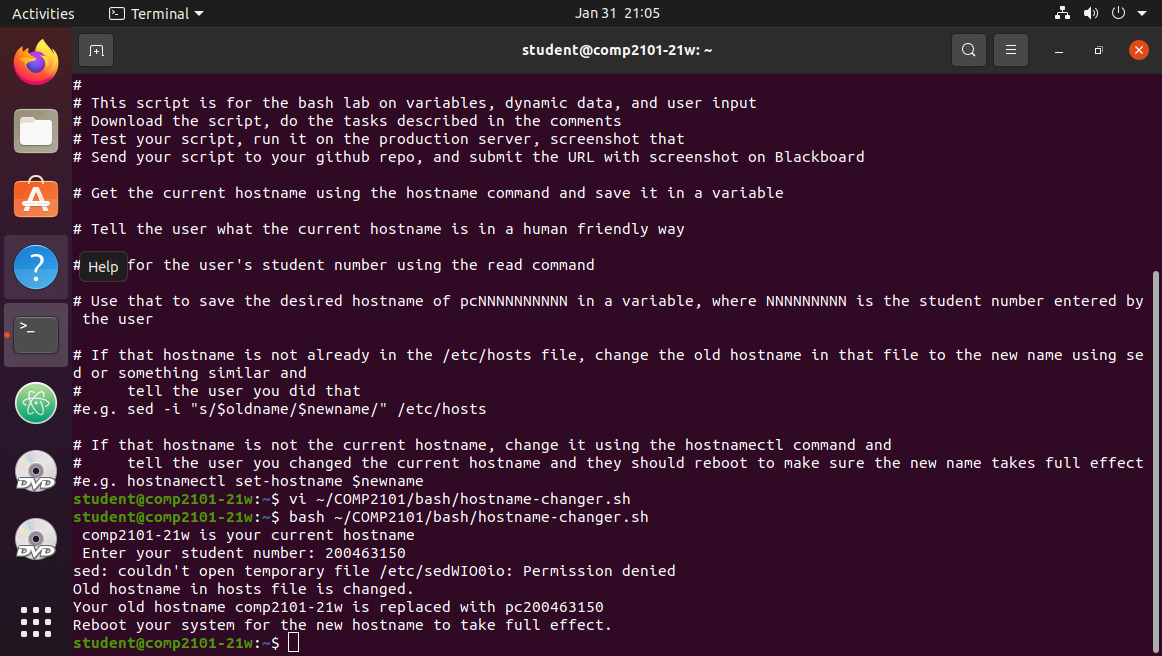 Activities
Terminal
Jan 31 21:05
student@comp2101-21w: ~
#
# This script is for the bash lab on variables, dynamic data, and user input
# Download the script, do the tasks described in the comments
# Test your script, run it on the production server, screenshot that
# Send your script to your github repo, and submit the URL with screenshot on Blackboard
# Get the current hostname using the hostname command and save it in a variable
# Tell the user what the current hostname is in a human friendly way
# for the user's student number using the read command
Help
# Use that to save the desired hostname of pcNNNNNNNNNN in a variable, where NNNNNNNNN is the student number entered by
the user
# If that hostname is not already in the /etc/hosts file, change the old hostname in that file to the new name using se
d or something similar and
# tell the user you did that
#e.g. sed -i "s/$oldname/$newname/" /etc/hosts
# If that hostname is not the current hostname, change it using the hostnamectl command and
# tell the user you changed the current hostname and they should reboot to make sure the new name takes full effect
#e.g. hostnamectl set-hostname $newname
student@comp2101-21w:~$ vi ~/COMP2101/bash/hostname-changer.sh
student@comp2101-21w:~$ bash ~/COMP2101/bash/hostname-changer.sh
comp2101-21w is your current hostname
Enter your student number: 200463150
sed: couldn't open temporary file /etc/sedWIO0io: Permission denied
Old hostname in hosts file is changed.
Your old hostname comp2101-21w is replaced with pc200463150
Reboot your system for the new hostname to take full effect.
student@comp2101-21w:~$
DVD
DVD